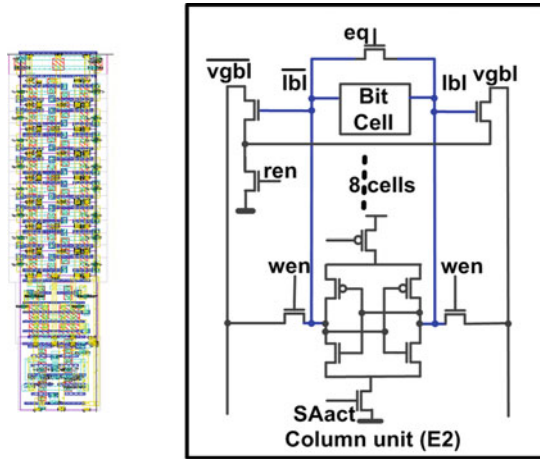 eq
vgbl
lbl
lbl
vgbl
Bit
Cell
ren
8 cells
wen
wen
SAact
Column unit (E2)